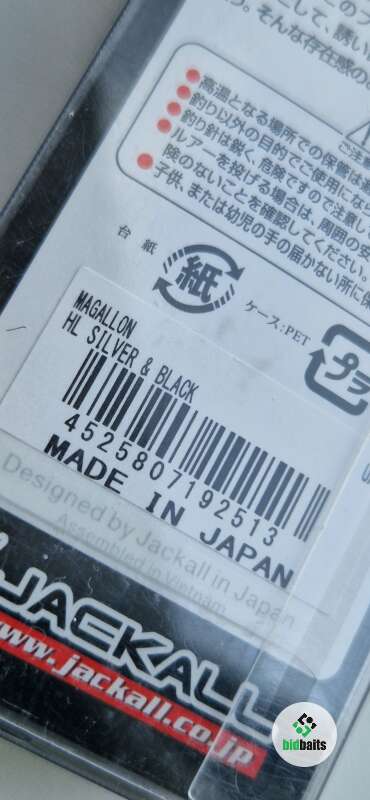 して、誘い
そんな存在感の
高温となる場所での保管は
釣り以外の目的でご使用にな
釣り針は鋭く、危険ですので注意し
ルアーを投げる場合は、周囲の安
険のないことを確認してください。
子供、または幼児の手の届かない所に保
台紙
紙
ケース:PET
プラ
MAGALLON
HL SILVER & BLACK
4525807192513
MADE IN JAPAN
Designed by Jackall in Japan
Assembled in Vietnam
JACKALL
www.jackall.co.jp
bidbaits